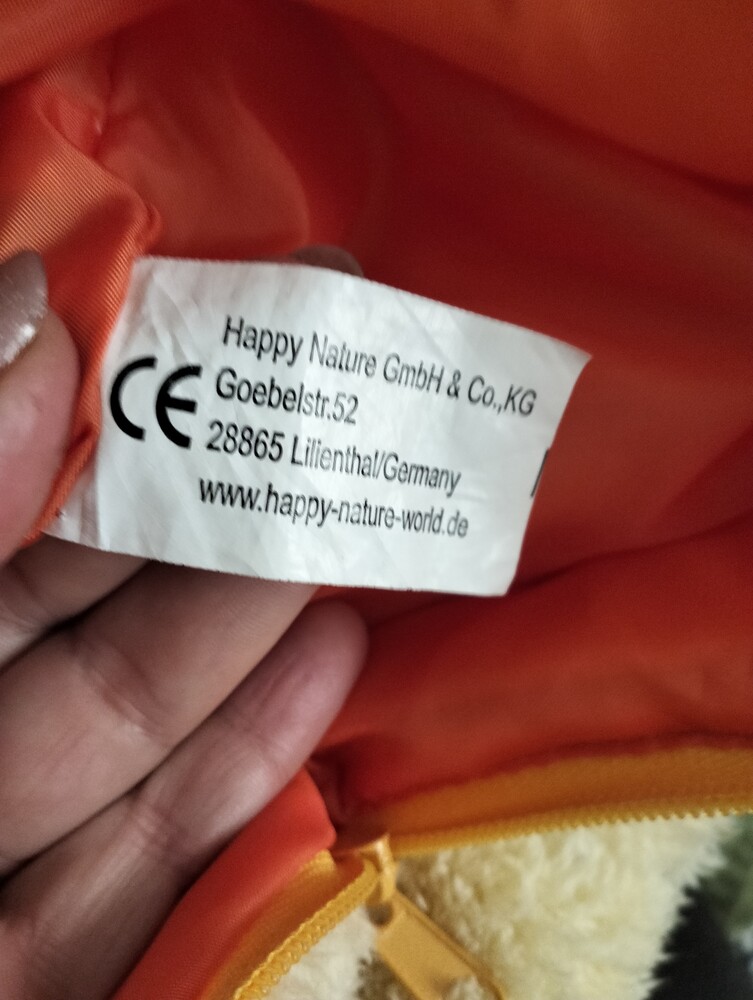 Happy Nature GmbH & Co.,KG
CE Goebelstr.52
28865 Lilienthal/Germany
www.happy-nature-world.de